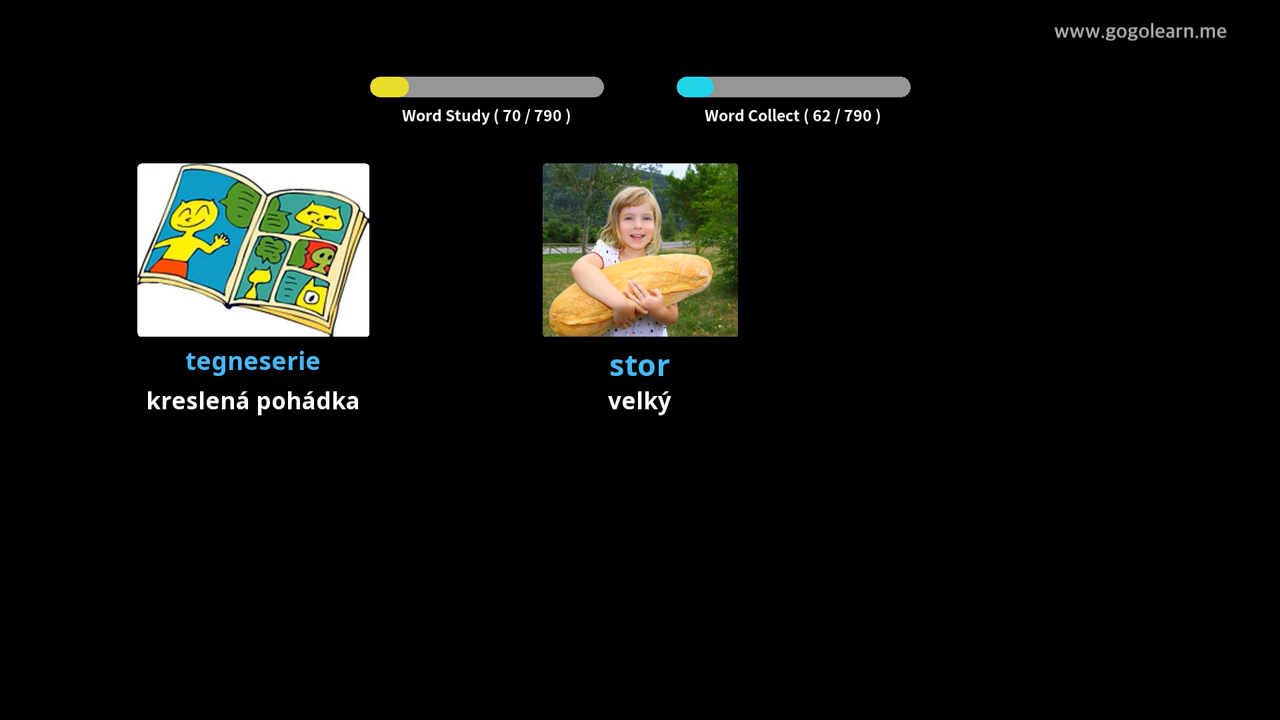 www.gogolearn.me
Word Study ( 70 / 790 )
Word Collect ( 62 / 790 )
tegneserie
kreslená pohádka
stor
velký